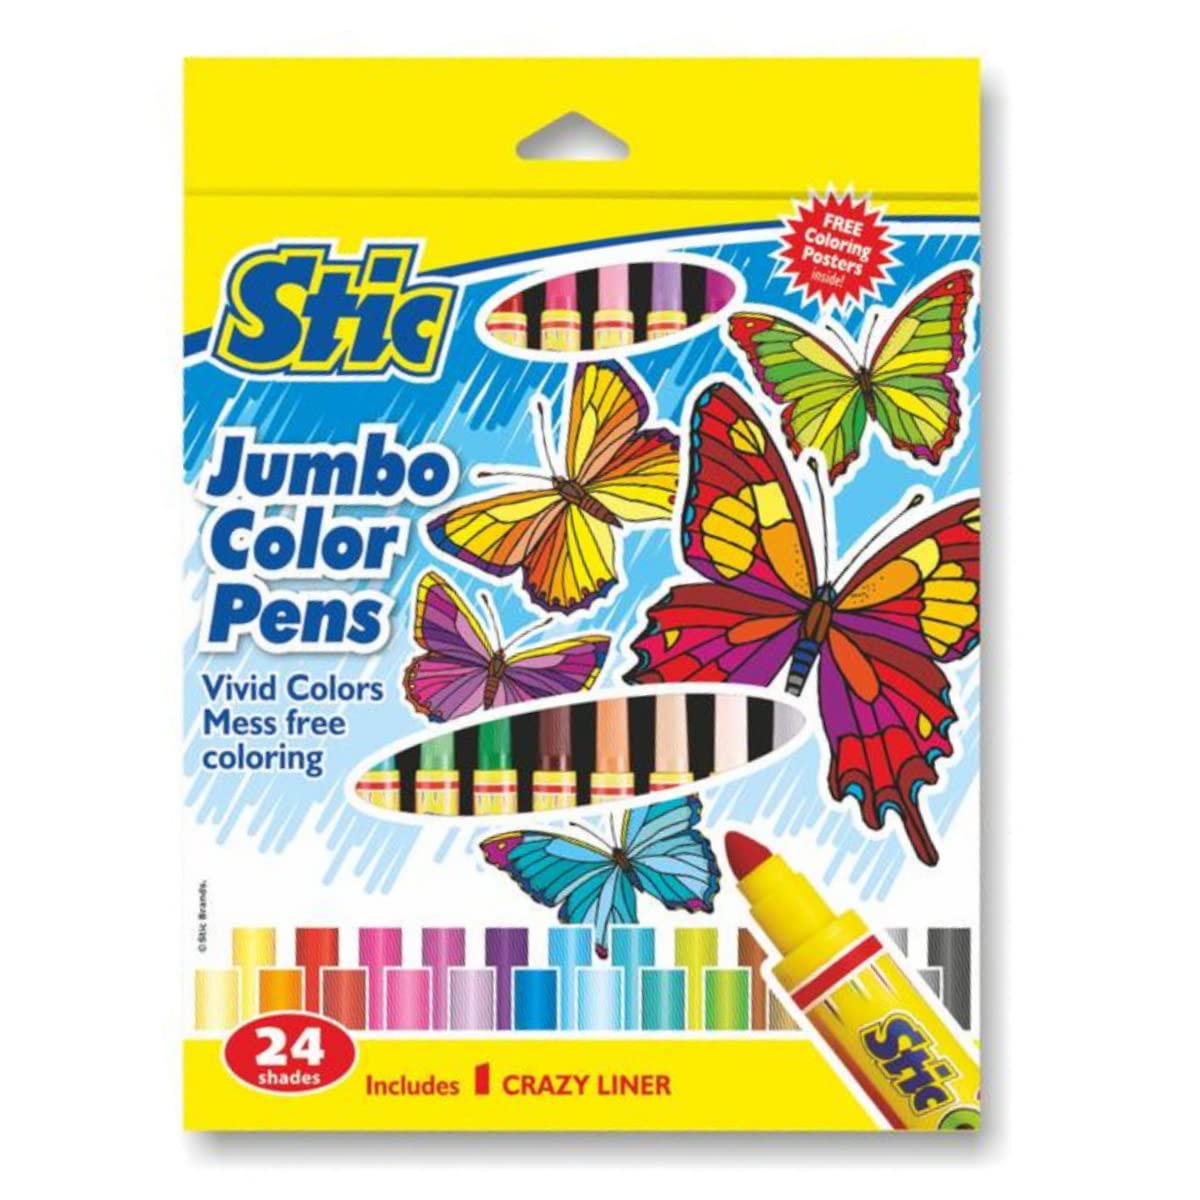 FREE
Coloring
Posters
inside!
Stic
Jumbo
Color
Pens
Vivid Colors
Mess free
coloring
©Stic Brands.
24
shades
Includes 1 CRAZY LINER
Stic